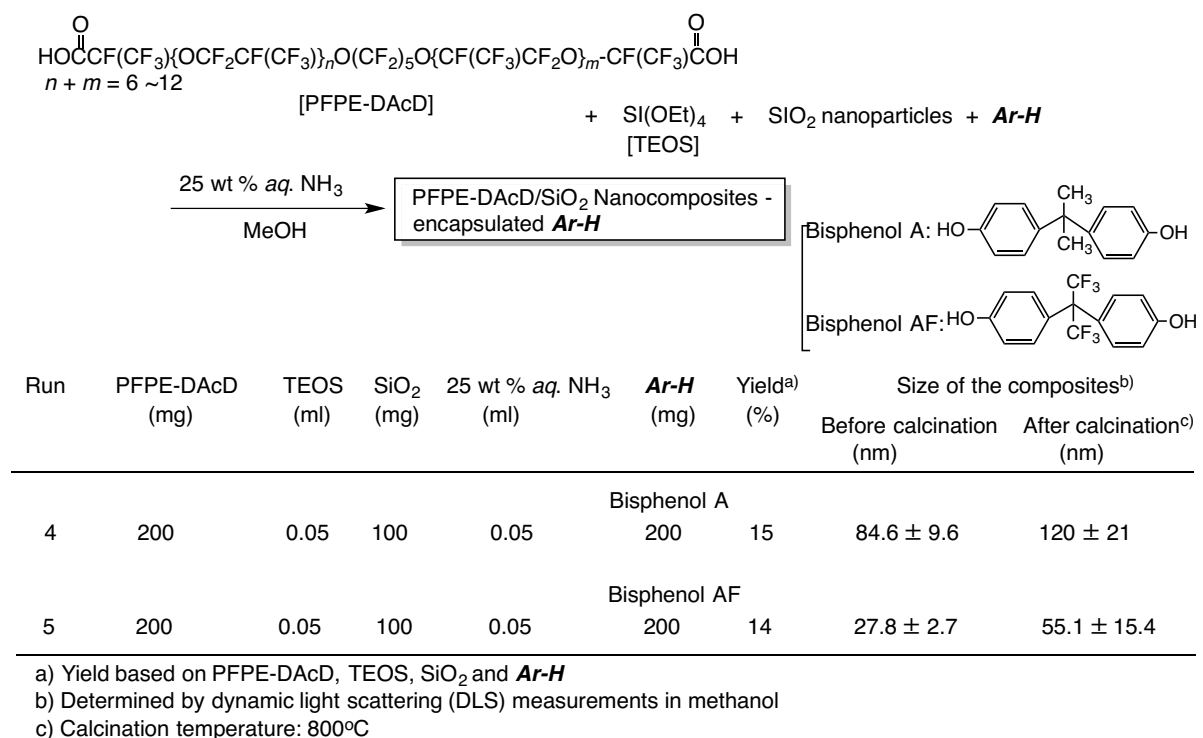 O O
HOCCF(CF₃){OCF₂CF(CF₃)}ₙO(CF₂)₅O{CF(CF₃)CF₂O}ₘ-CF(CF₃)COH
n + m = 6 ~12
[PFPE-DAcD]
+ SI(OEt)₄ + SIO₂ nanoparticles + Ar-H
[TEOS]
25 wt % aq. NH₃
MeOH
PFPE-DAcD/SiO₂ Nanocomposites -
encapsulated Ar-H
Bisphenol A: HO CH₃ CH₃ OH
Bisphenol AF: HO CF₃ CF₃ OH
Run PFPE-DAcD TEOS SiO₂ 25 wt % aq. NH₃ Ar-H Yieldᵃ⁾ Size of the compositesᵇ⁾
(mg) (ml) (mg) (ml) (mg) (%) Before calcination After calcinationᶜ⁾
(nm) (nm)
Bisphenol A
4 200 0.05 100 0.05 200 15 84.6 ± 9.6 120 ± 21
Bisphenol AF
5 200 0.05 100 0.05 200 14 27.8 ± 2.7 55.1 ± 15.4
a) Yield based on PFPE-DAcD, TEOS, SiO₂ and Ar-H
b) Determined by dynamic light scattering (DLS) measurements in methanol
c) Calcination temperature: 800ºC